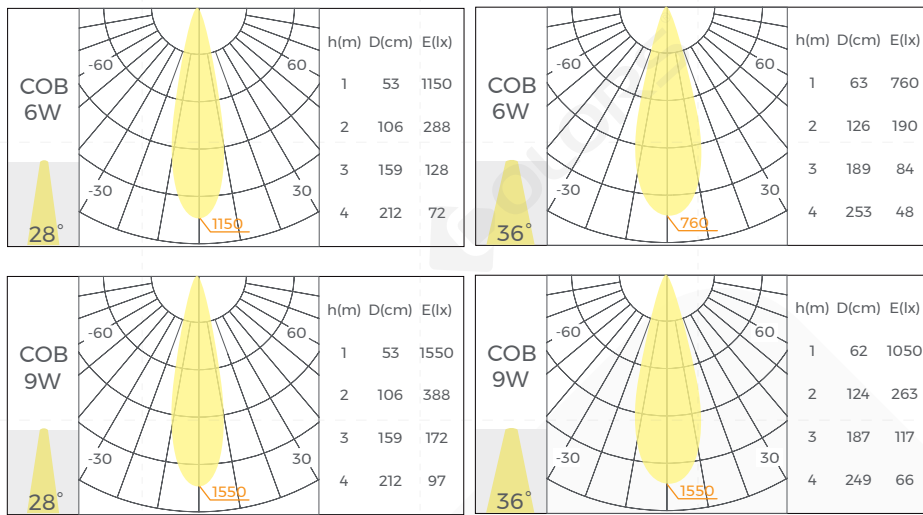 COB
6W
28°
-60
60
-30
30
1150
h(m) D(cm) E(lx)
1 53 1150
2 106 288
3 159 128
4 212 72
COB
6W
36°
-60
60
-30
30
760
h(m) D(cm) E(lx)
1 63 760
2 126 190
3 189 84
4 253 48
COB
9W
28°
-60
60
-30
30
1550
h(m) D(cm) E(lx)
1 53 1550
2 106 388
3 159 172
4 212 97
COB
9W
36°
-60
60
-30
30
1550
h(m) D(cm) E(lx)
1 62 1050
2 124 263
3 187 117
4 249 66